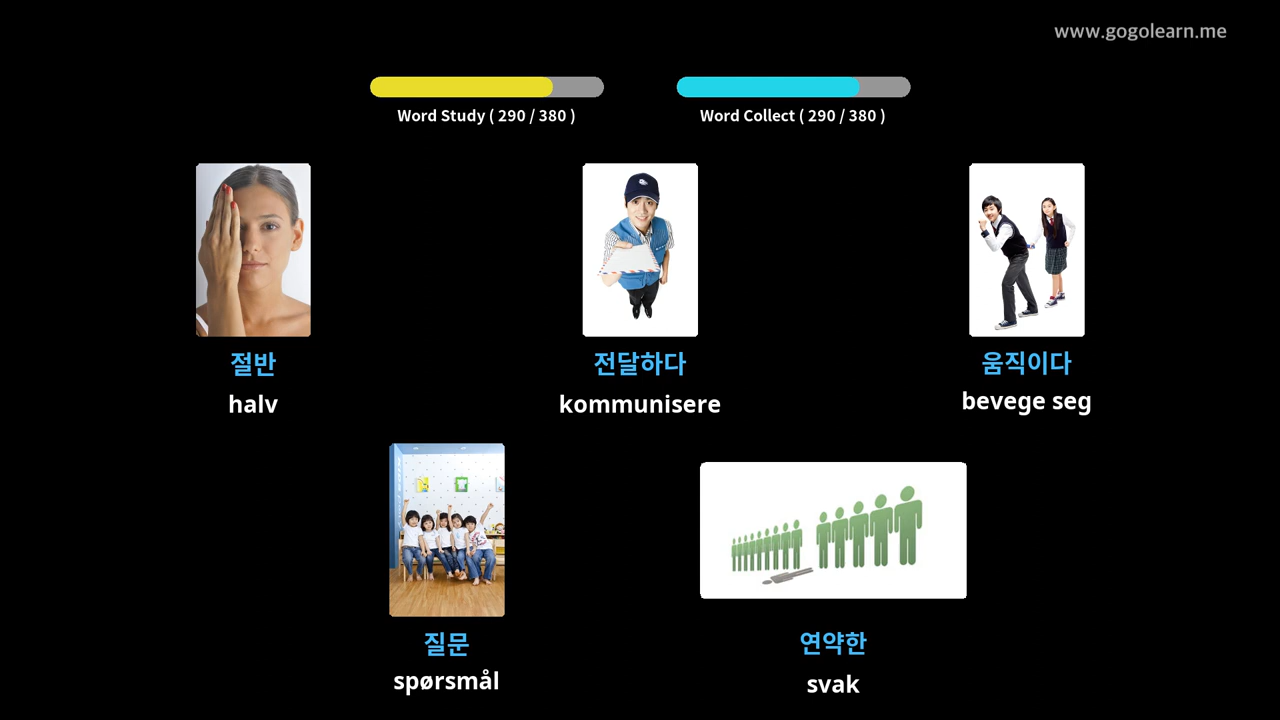 www.gogolearn.me
Word Study ( 290 / 380 )
Word Collect ( 290 / 380 )
절반
halv
전달하다
kommunisere
움직이다
bevege seg
질문
spørsmål
연약한
svak